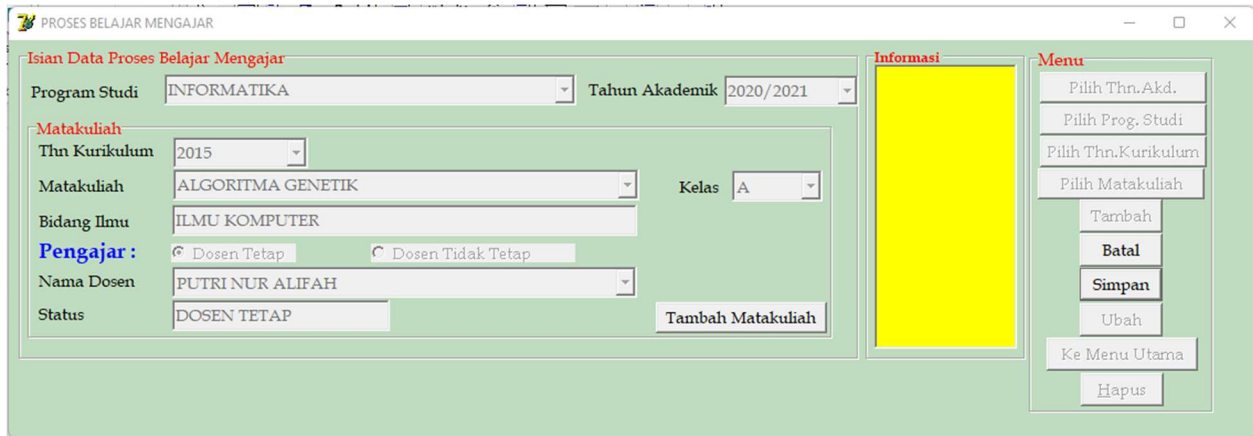 PROSES BELAJAR MENGAJAR
Isian Data Proses Belajar Mengajar
Program Studi INFORMATIKA Tahun Akademik 2020/2021
Matakuliah
Thn Kurikulum 2015
Matakuliah ALGORITMA GENETIK Kelas A
Bidang Ilmu ILMU KOMPUTER
Pengajar : Dosen Tetap Dosen Tidak Tetap
Nama Dosen PUTRI NUR ALIFAH
Status DOSEN TETAP Tambah Matakuliah
Informasi
Menu
Pilih Thn.Akd.
Pilih Prog. Studi
Pilih Thn.Kurikulum
Pilih Matakuliah
Tambah
Batal
Simpan
Ubah
Ke Menu Utama
Hapus